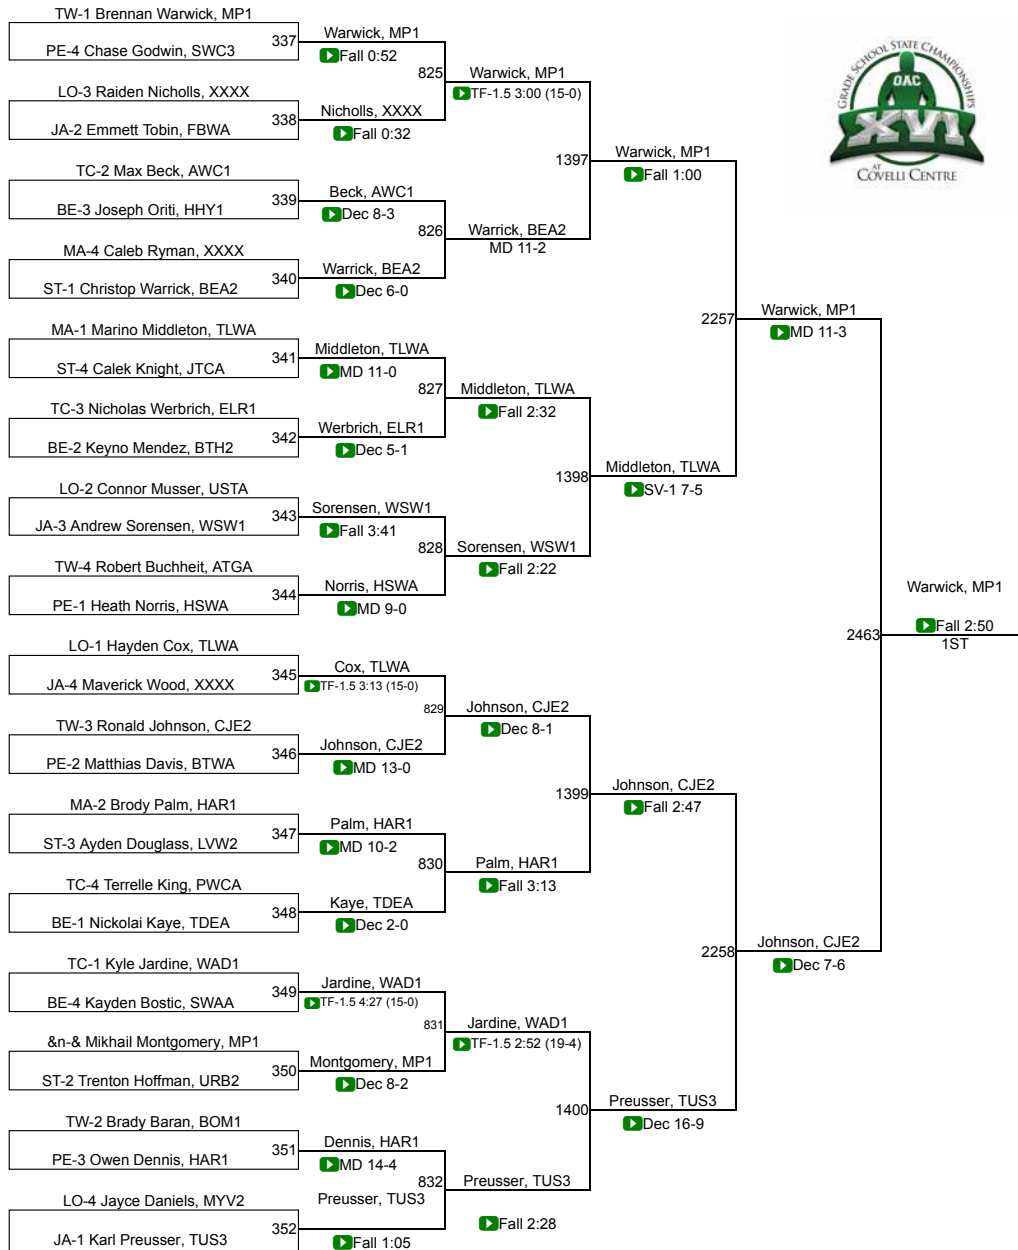 TW-1 Brennan Warwick, MP1
337
PE-4 Chase Godwin, SWC3
LO-3 Raiden Nicholls, XXXX
338
JA-2 Emmett Tobin, FBWA
TC-2 Max Beck, AWC1
339
BE-3 Joseph Oriti, HHY1
MA-4 Caleb Ryman, XXXX
340
ST-1 Christop Warrick, BEA2
MA-1 Marino Middleton, TLWA
341
ST-4 Calek Knight, JTCA
TC-3 Nicholas Werbrich, ELR1
342
BE-2 Keyno Mendez, BTH2
LO-2 Connor Musser, USTA
343
JA-3 Andrew Sorensen, WSW1
TW-4 Robert Buchheit, ATGA
344
PE-1 Heath Norris, HSWA
LO-1 Hayden Cox, TLWA
345
JA-4 Maverick Wood, XXXX
TW-3 Ronald Johnson, CJE2
346
PE-2 Matthias Davis, BTWA
MA-2 Brody Palm, HAR1
347
ST-3 Ayden Douglass, LVW2
TC-4 Terrelle King, PWCA
348
BE-1 Nickolai Kaye, TDEA
TC-1 Kyle Jardine, WAD1
349
BE-4 Kayden Bostic, SWAA
&n-& Mikhail Montgomery, MP1
350
ST-2 Trenton Hoffman, URB2
TW-2 Brady Baran, BOM1
351
PE-3 Owen Dennis, HAR1
LO-4 Jayce Daniels, MYV2
352
JA-1 Karl Preusser, TUS3
Warwick, MP1
Fall 0:52
825
Nicholls, XXXX
Fall 0:32
Beck, AWC1
Dec 8-3
826
Warrick, BEA2
Dec 6-0
Middleton, TLWA
MD 11-0
827
Werbrich, ELR1
Dec 5-1
Sorensen, WSW1
Fall 3:41
828
Norris, HSWA
MD 9-0
Cox, TLWA
TF-1.5 3:13 (15-0)
829
Johnson, CJE2
MD 13-0
Palm, HAR1
MD 10-2
830
Kaye, TDEA
Dec 2-0
Jardine, WAD1
TF-1.5 4:27 (15-0)
831
Montgomery, MP1
Dec 8-2
Dennis, HAR1
MD 14-4
832
Preusser, TUS3
Fall 1:05
Warwick, MP1
TF-1.5 3:00 (15-0)
1397
Warrick, BEA2
MD 11-2
Middleton, TLWA
Fall 2:32
1398
Sorensen, WSW1
Fall 2:22
Johnson, CJE2
Dec 8-1
1399
Palm, HAR1
Fall 3:13
Jardine, WAD1
TF-1.5 2:52 (19-4)
1400
Preusser, TUS3
Fall 2:28
Warwick, MP1
Fall 1:00
2257
Middleton, TLWA
SV-1 7-5
Johnson, CJE2
Fall 2:47
2258
Preusser, TUS3
Dec 16-9
Warwick, MP1
MD 11-3
2463
Johnson, CJE2
Dec 7-6
Warwick, MP1
Fall 2:50
1ST
GRADE SCHOOL STATE CHAMPIONSHIPS
OAC
XVI
AT
COVELLI CENTRE